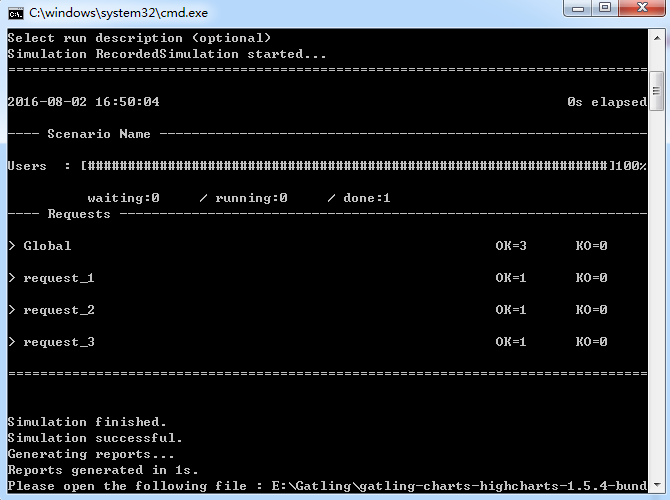 C:\windows\system32\cmd.exe
Select run description (optional)
Simulation RecordedSimulation started...
================================================================================
2016-08-02 16:50:04 0s elapsed
---- Scenario Name -------------------------------------------------------------
Users : [#################################################################]100%
waiting:0 / running:0 / done:1
---- Requests ------------------------------------------------------------------
> Global OK=3 KO=0
> request_1 OK=1 KO=0
> request_2 OK=1 KO=0
> request_3 OK=1 KO=0
================================================================================
Simulation finished.
Simulation successful.
Generating reports...
Reports generated in 1s.
Please open the following file : E:\Gatling\gatling-charts-highcharts-1.5.4-bund